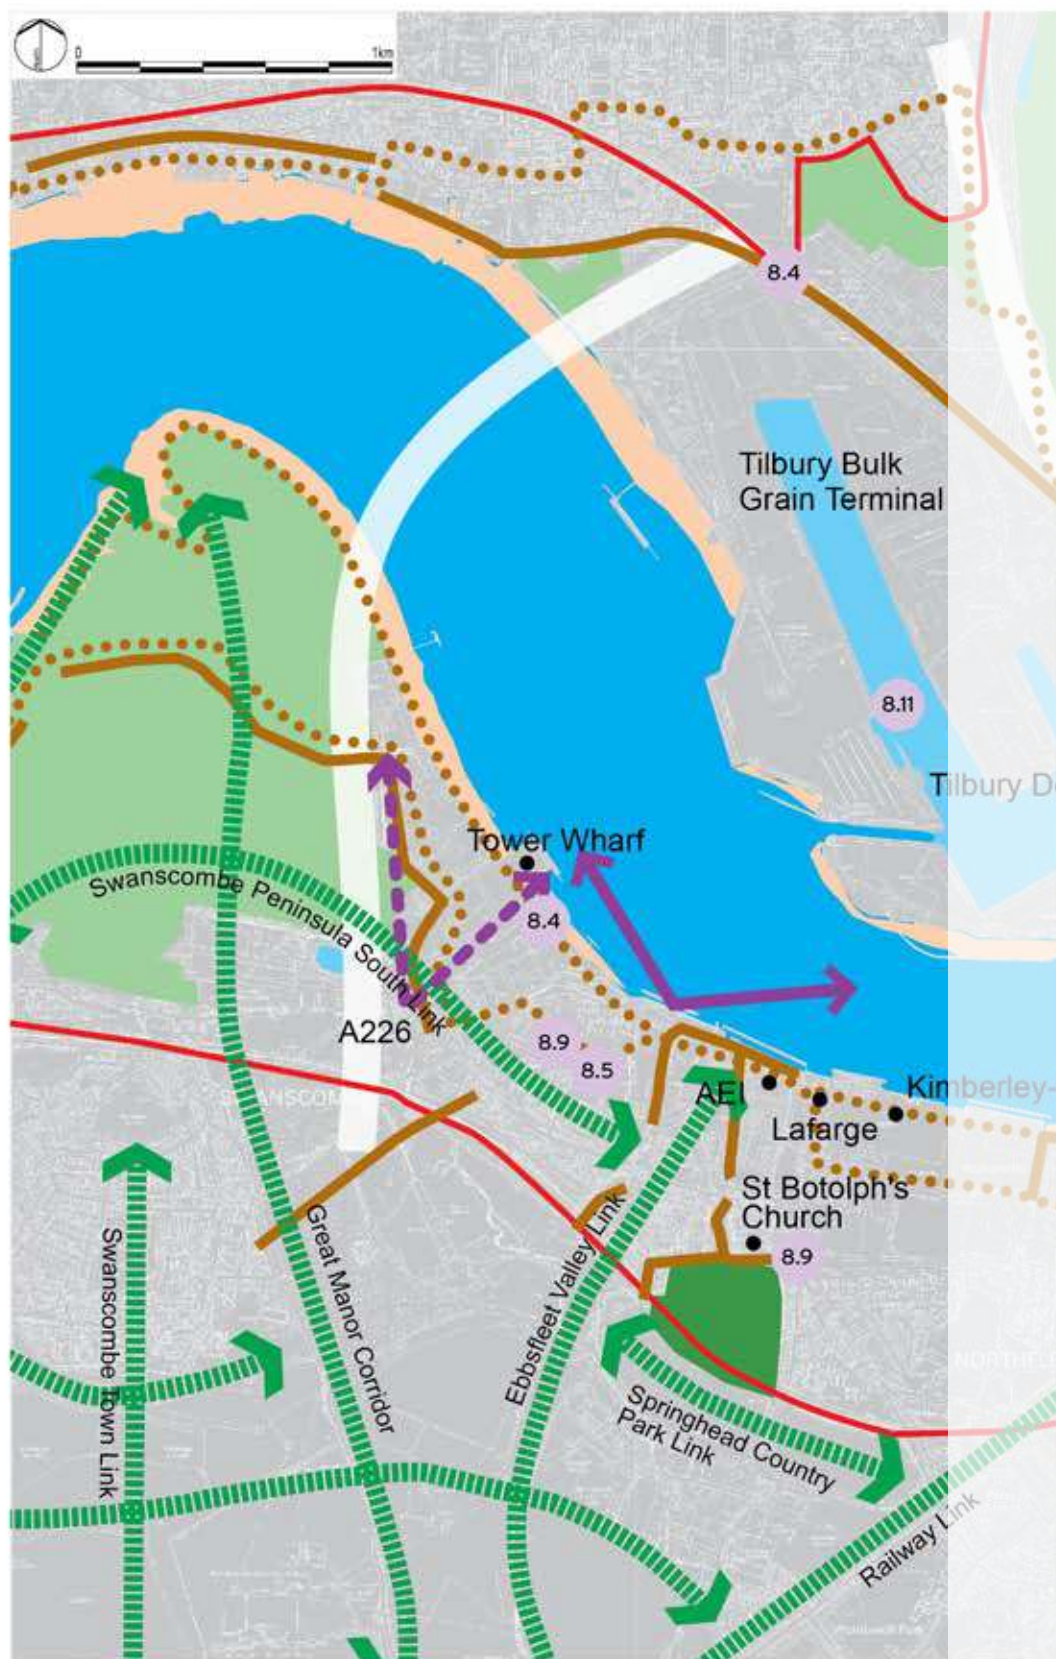 0 1km
8.4
Tilbury Bulk
Grain Terminal
8.11
Tilbury D
Tower Wharf
8.4
Swanscombe Peninsula South Link
A226
8.9
8.5
AEI
Kimberley-
Lafarge
St Botolph's
Church
8.9
Swanscombe Town Link
Great Manor Corridor
Ebbsfleet Valley Link
Springhead Country
Park Link
Railway Link